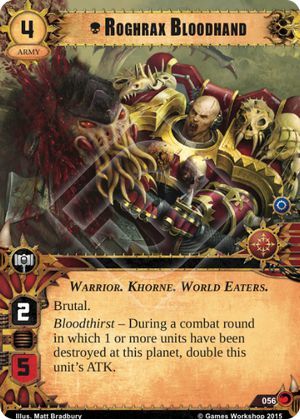 4
ROGHRAX BLOODHAND
ARMY
WARRIOR. KHORNE. WORLD EATERS.
2
Brutal.
Bloodthirst – During a combat round
in which 1 or more units have been
destroyed at this planet, double this
unit's ATK.
5
056
Illus. Matt Bradbury
© Games Workshop 2015